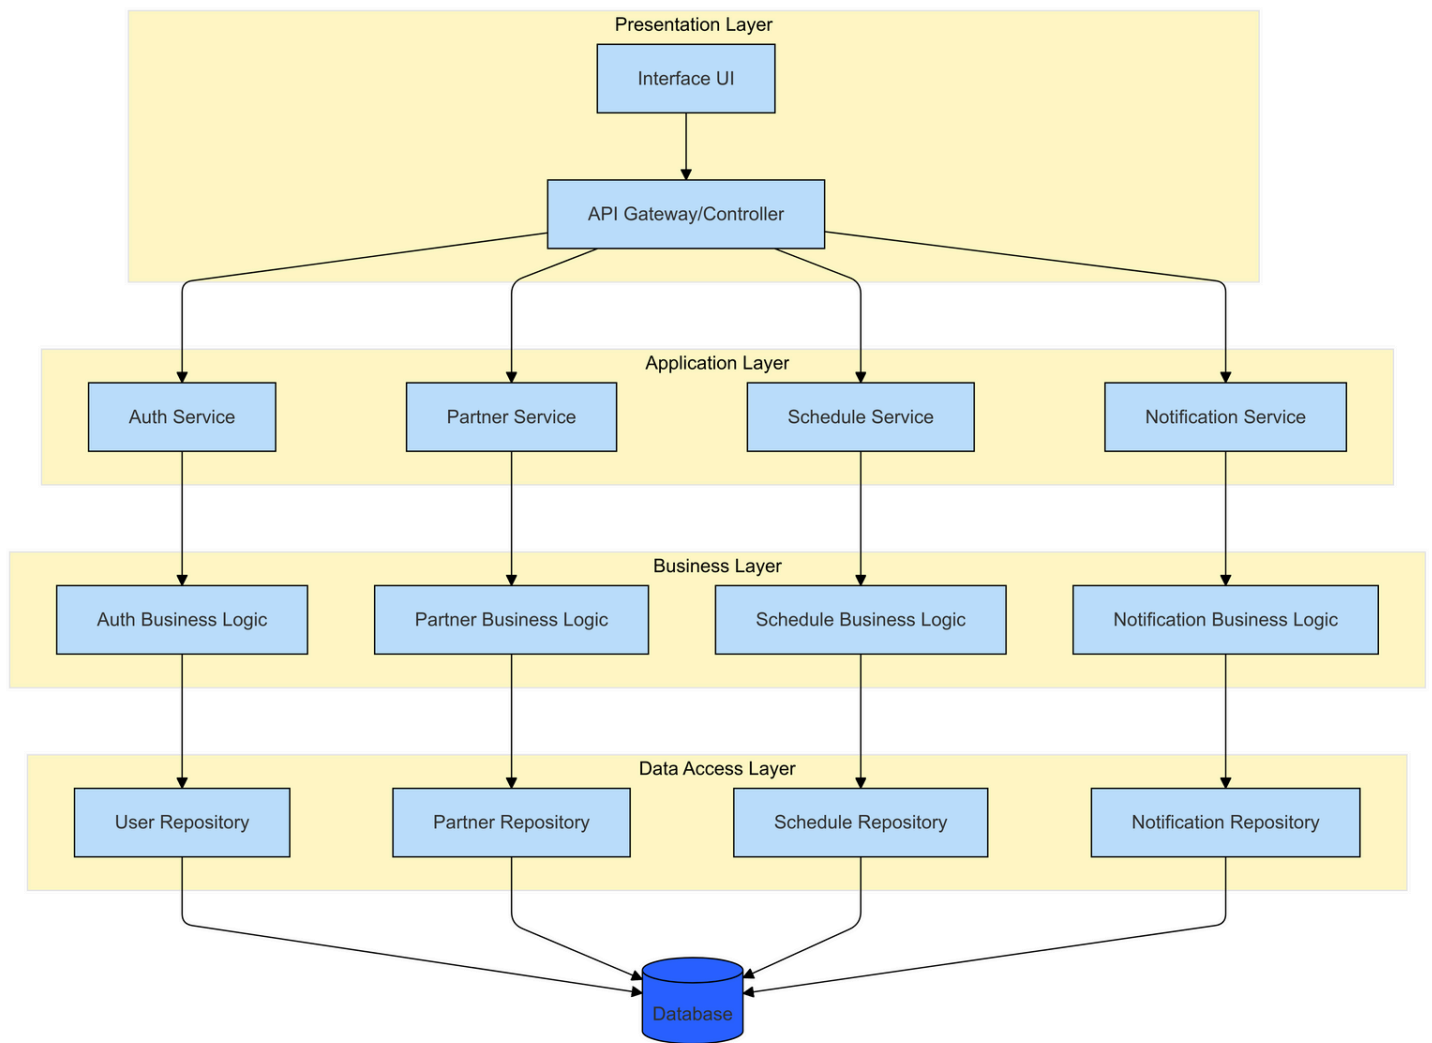 Presentation Layer
Interface UI
API Gateway/Controller
Application Layer
Auth Service
Partner Service
Schedule Service
Notification Service
Business Layer
Auth Business Logic
Partner Business Logic
Schedule Business Logic
Notification Business Logic
Data Access Layer
User Repository
Partner Repository
Schedule Repository
Notification Repository
Database